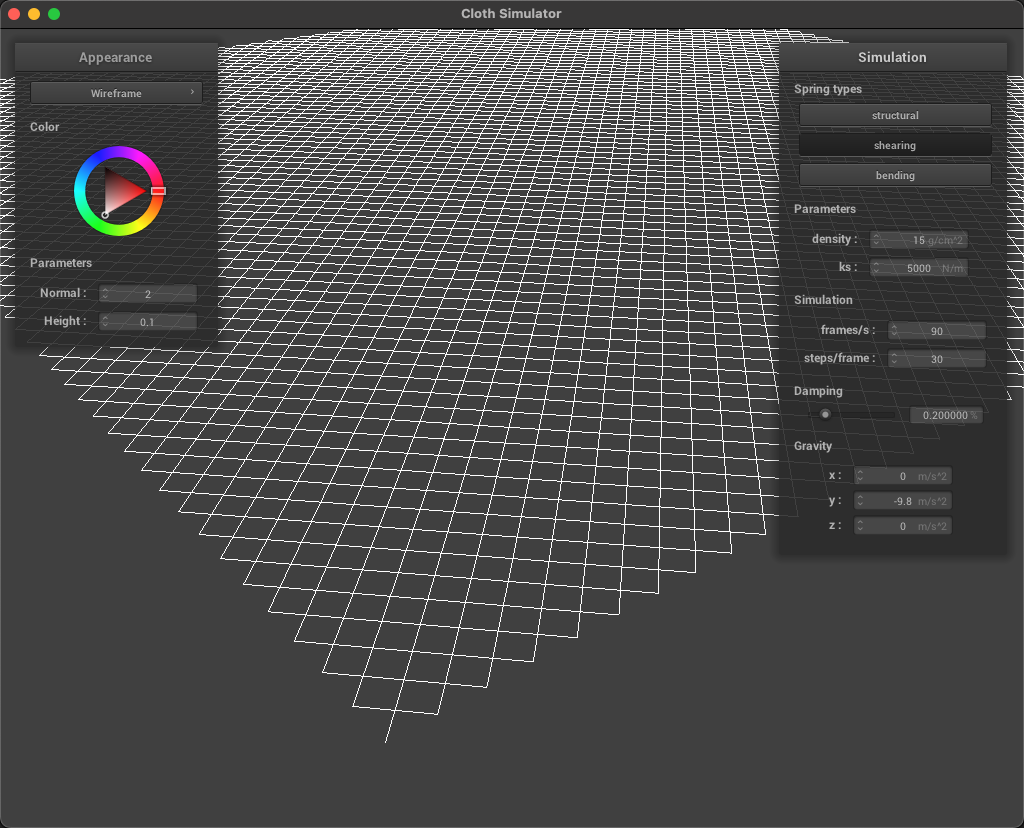 Cloth Simulator
Appearance
Wireframe
Color
Parameters
Normal : 2
Height : 0.1
Simulation
Spring types
structural
shearing
bending
Parameters
density : 15 g/cm^2
ks : 5000 N/m
Simulation
frames/s : 90
steps/frame : 30
Damping
0.200000 %
Gravity
x : 0 m/s^2
y : -9.8 m/s^2
z : 0 m/s^2